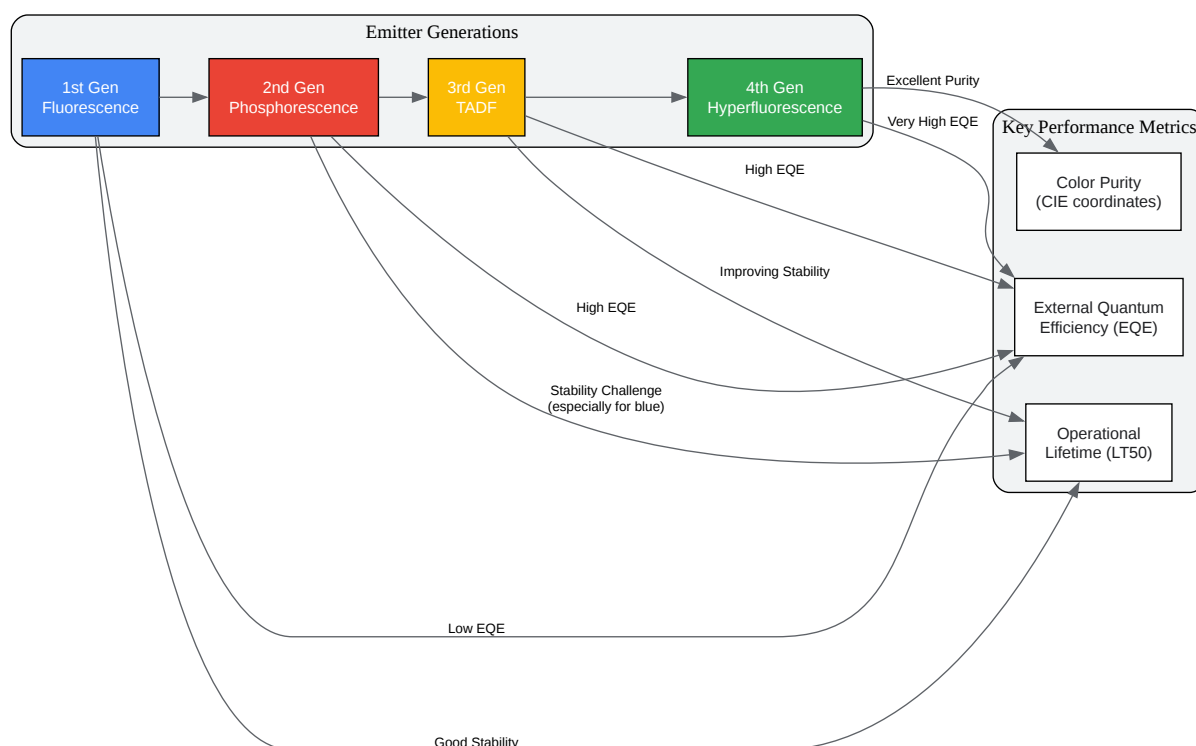 Emitter Generations
1st Gen
Fluorescence
2nd Gen
Phosphorescence
3rd Gen
TADF
4th Gen
Hyperfluorescence
Excellent Purity
Very High EQE
Key Performance Metrics
Color Purity
(CIE coordinates)
High EQE
Improving Stability
External Quantum
Efficiency (EQE)
High EQE
Stability Challenge
(especially for blue)
Operational
Lifetime (LT50)
Low EQE
Good Stability